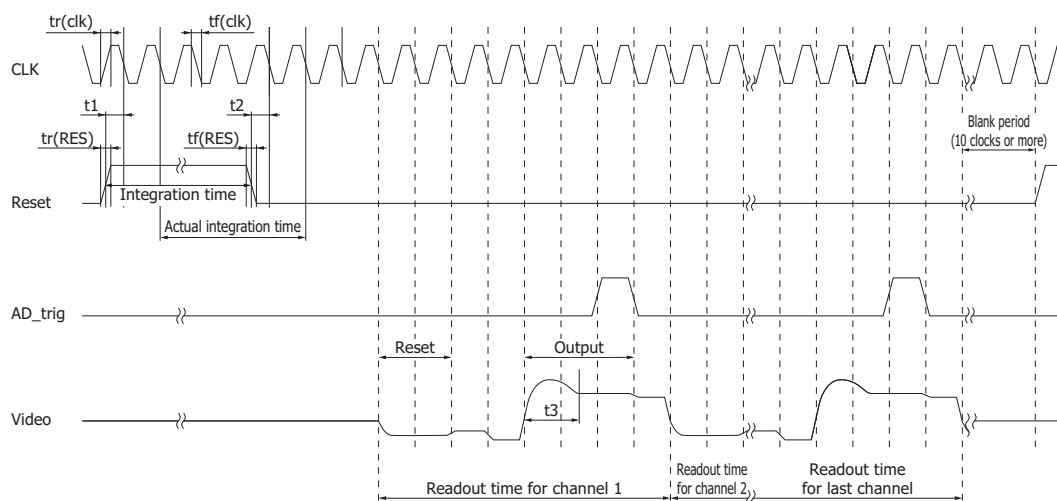 tr(clk)
tf(clk)
CLK
t1
t2
Blank period
(10 clocks or more)
tr(RES)
tf(RES)
Integration time
Reset
Actual integration time
AD_trig
Reset
Output
t3
Video
Readout time for channel 1
Readout time
for channel 2
Readout time
for last channel